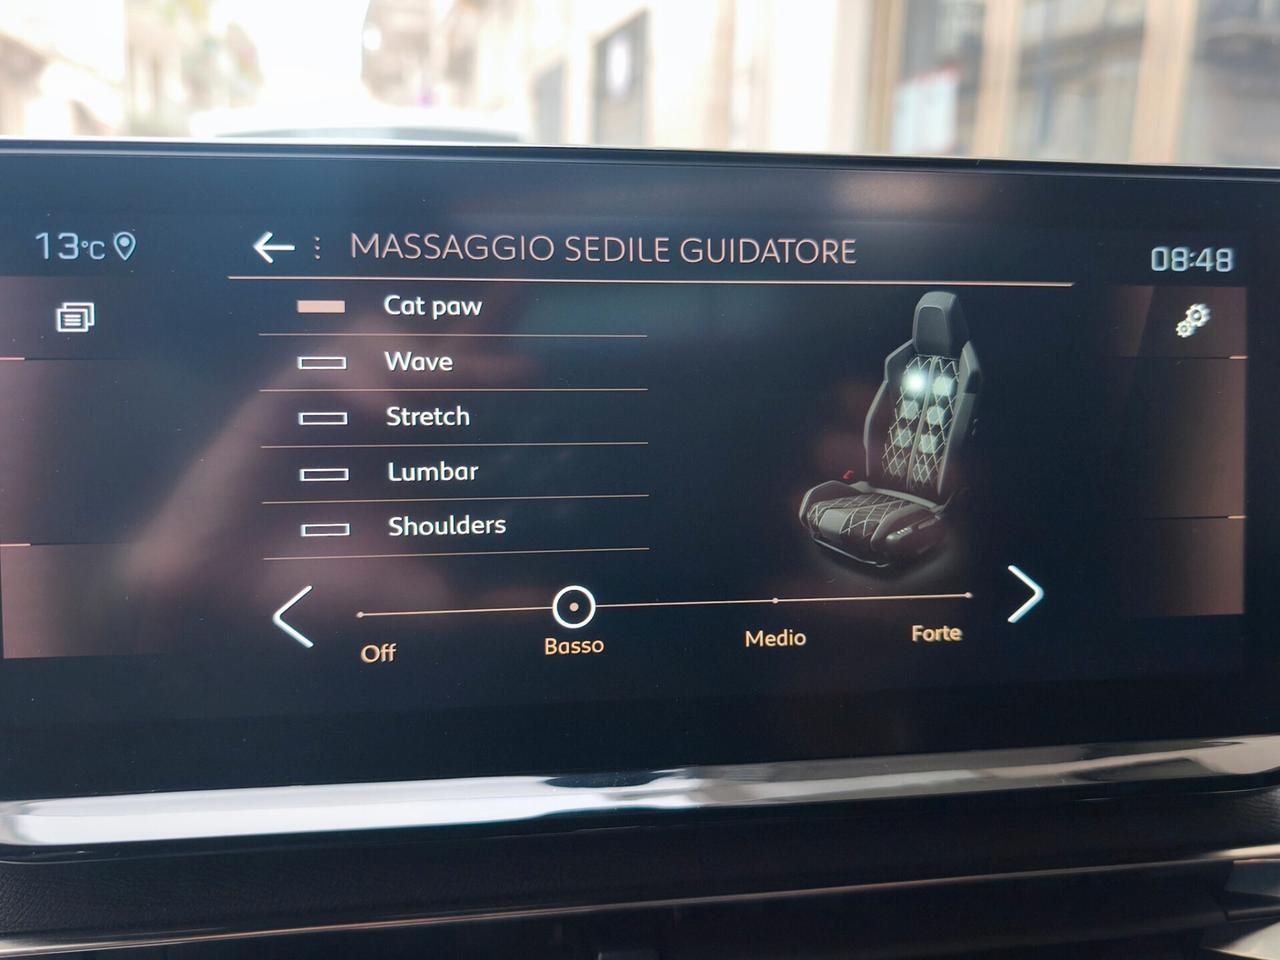 13°C
MASSAGGIO SEDILE GUIDATORE
08:48
Cat paw
Wave
Stretch
Lumbar
Shoulders
Off
Basso
Medio
Forte